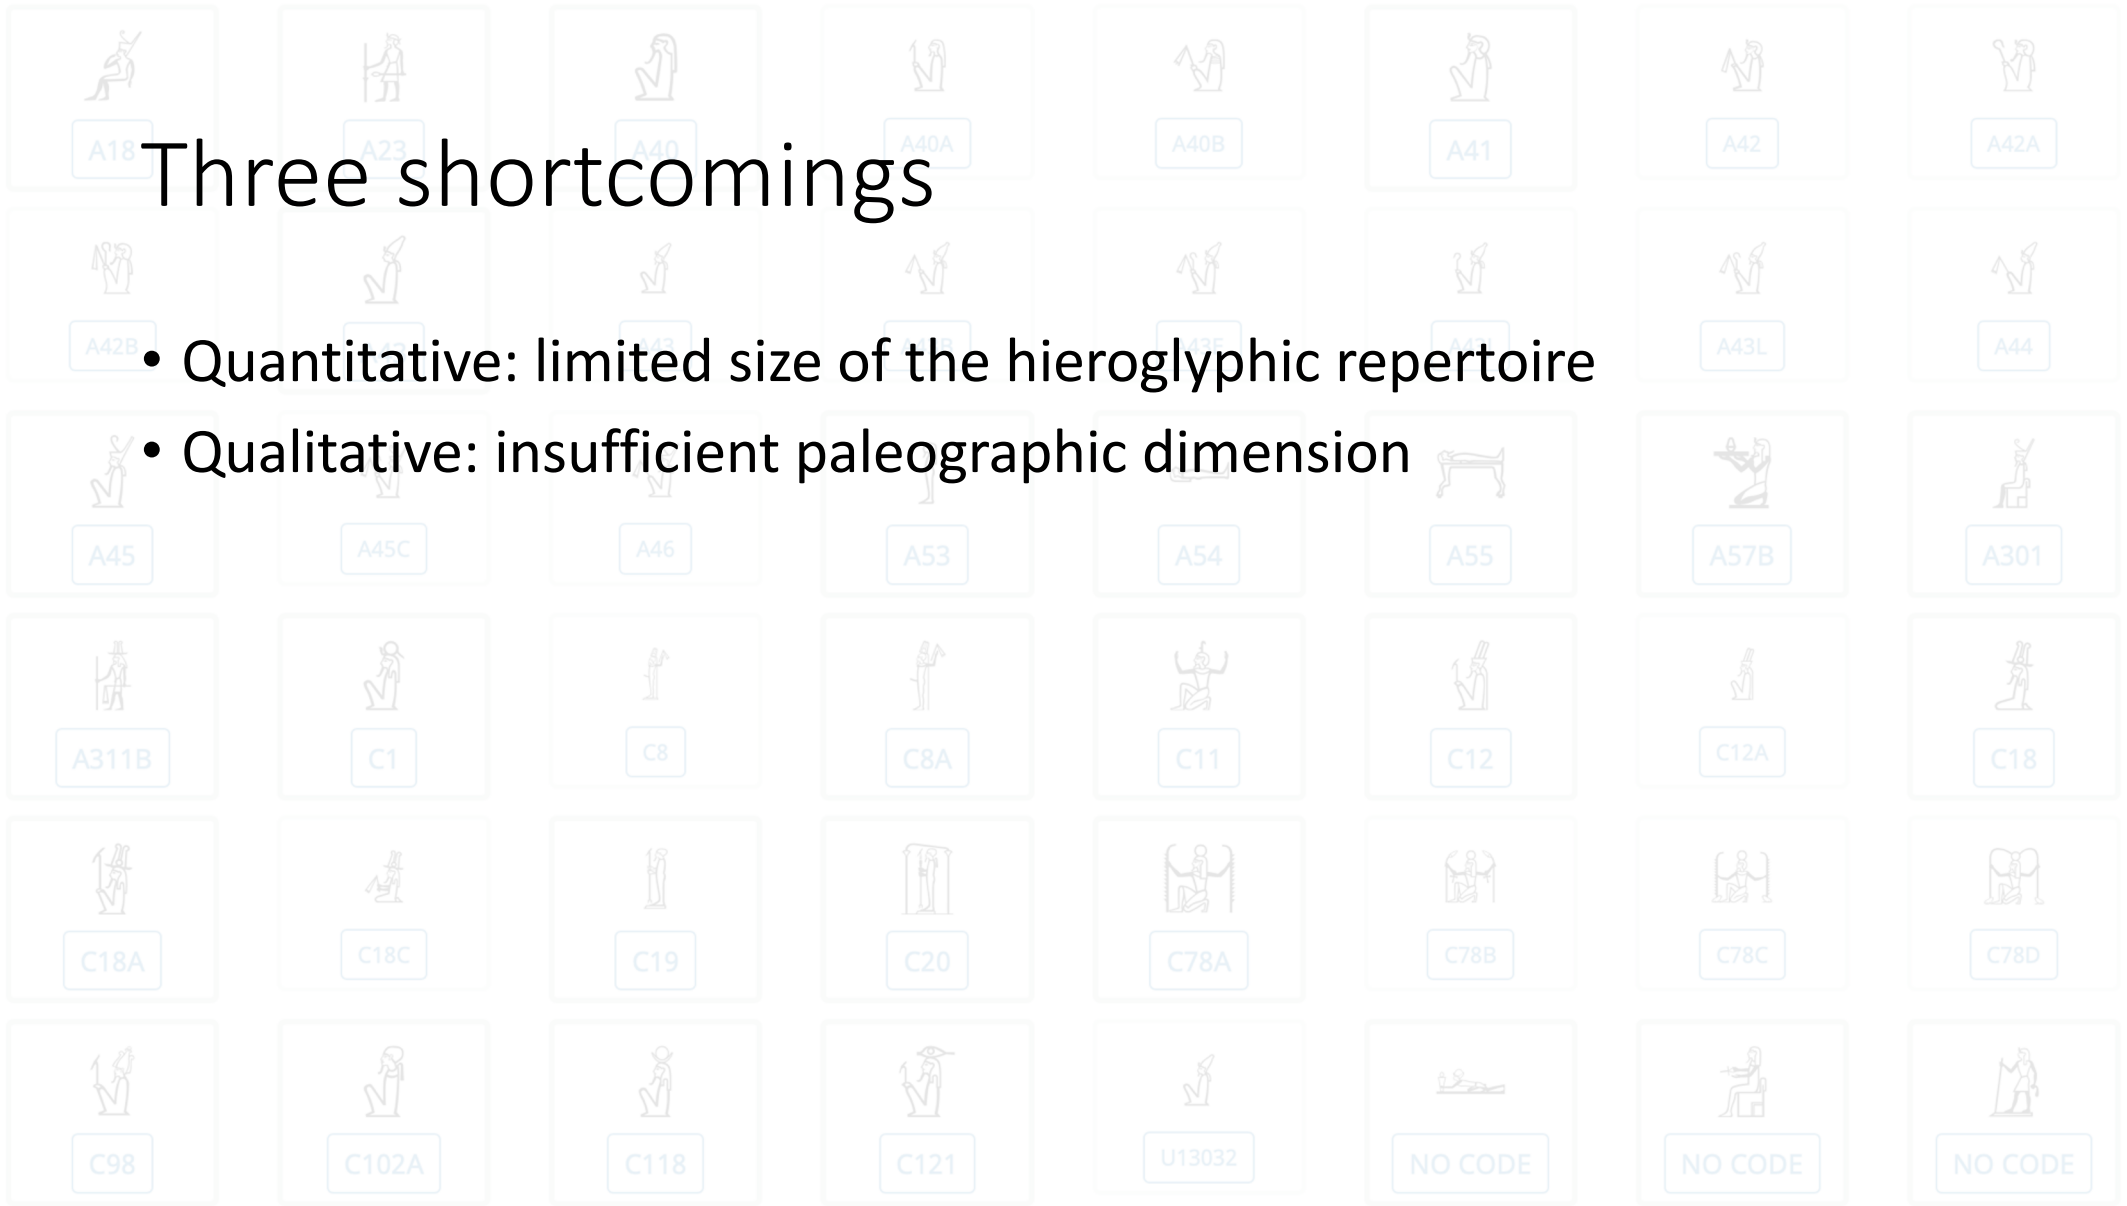 A18 A23 A40 A40A A40B A41 A42 A42A
Three shortcomings
A42B A43L A44
• Quantitative: limited size of the hieroglyphic repertoire
• Qualitative: insufficient paleographic dimension
A45 A45C A46 A53 A54 A55 A57B A301
A311B C1 C8 C8A C11 C12 C12A C18
C18A C18C C19 C20 C78A C78B C78C C78D
C98 C102A C118 C121 U13032 NO CODE NO CODE NO CODE